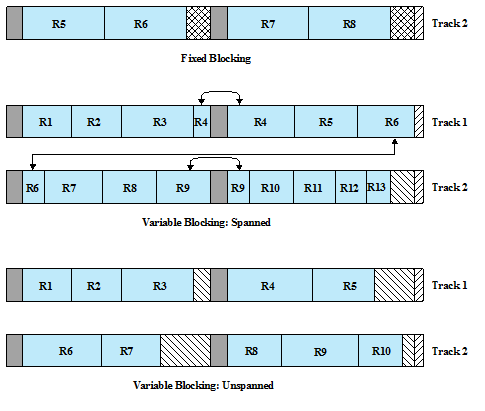 R5 R6 R7 R8 Track 2
Fixed Blocking
R1 R2 R3 R4 R4 R5 R6 Track 1
R6 R7 R8 R9 R9 R10 R11 R12 R13 Track 2
Variable Blocking: Spanned
R1 R2 R3 R4 R5 Track 1
R6 R7 R8 R9 R10 Track 2
Variable Blocking: Unspanned